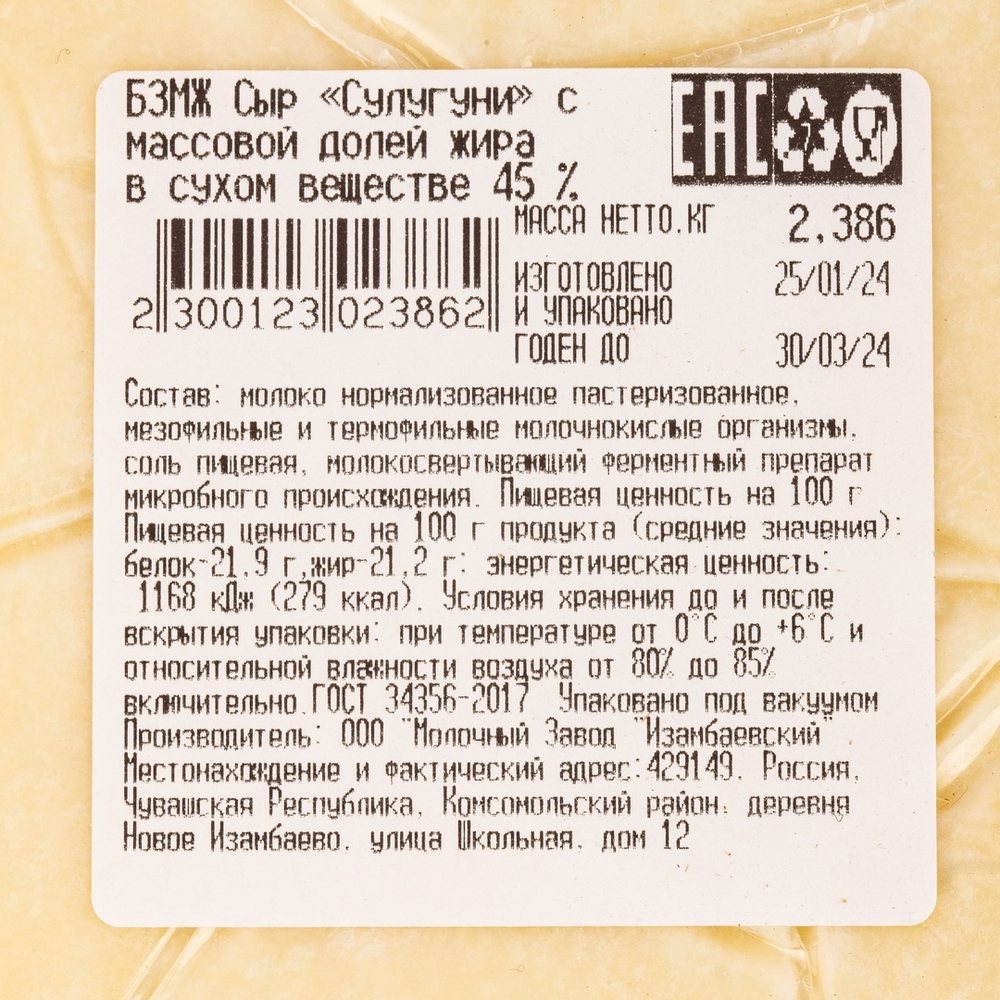 БЗМЖ Сыр «Сулугуни» с
массовой долей жира
в сухом веществе 45 %
EAC
7
МАССА НЕТТО.КГ 2,386
ИЗГОТОВЛЕНО 25/01/24
И УПАКОВАНО
ГОДЕН ДО 30/03/24
2 300123 023862
Состав: молоко нормализованное пастеризованное,
мезофильные и термофильные молочнокислые организмы,
соль пищевая, молокосвертывающий ферментный препарат
микробного происхождения. Пищевая ценность на 100 г
Пищевая ценность на 100 г продукта (средние значения):
белок-21,9 г,жир-21,2 г; энергетическая ценность:
1168 кДж (279 ккал). Условия хранения до и после
вскрытия упаковки: при температуре от 0°С до +6°С и
относительной влажности воздуха от 80% до 85%
включительно.ГОСТ 34356-2017 Упаковано под вакуумом
Производитель: ООО "Молочный Завод "Изамбаевский"
Местонахождение и фактический адрес:429149, Россия,
Чувашская Республика, Комсомольский район, деревня
Новое Изамбаево, улица Школьная, дом 12